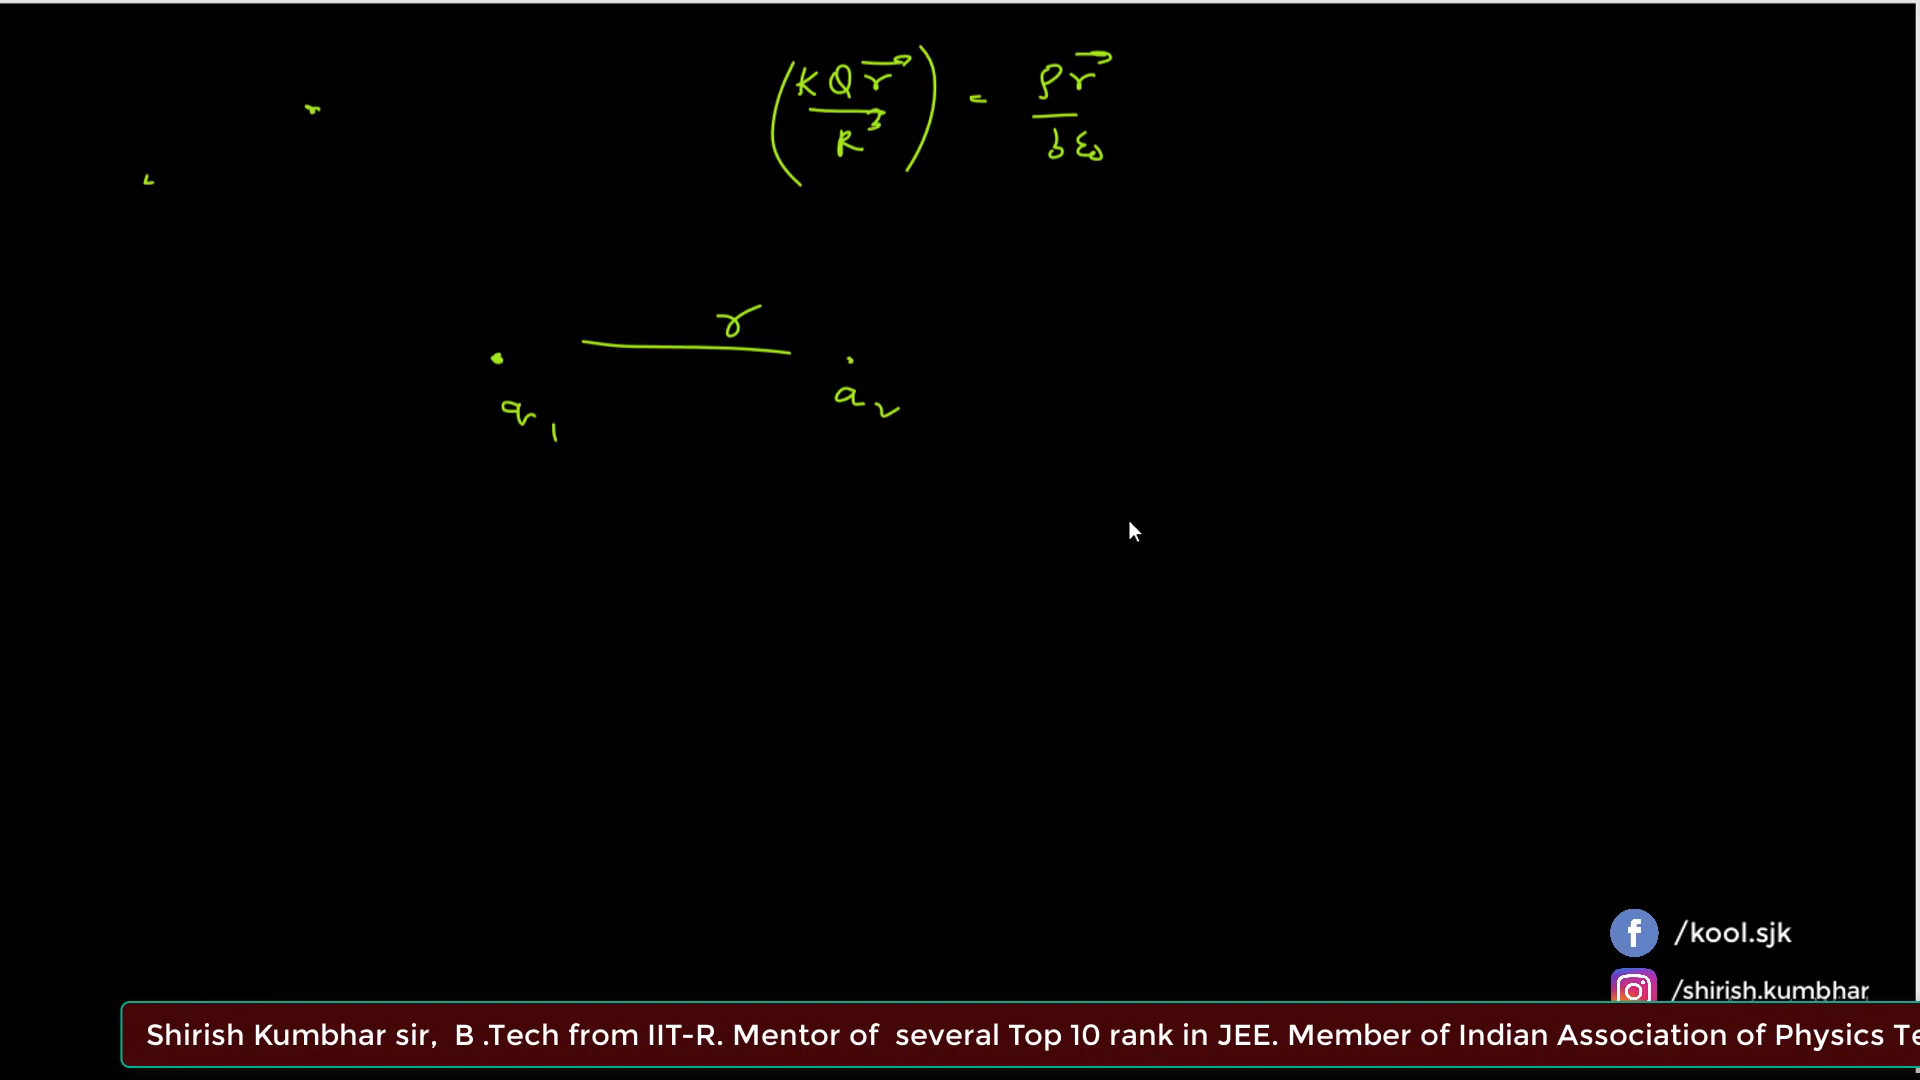 (KQr⃗ / R³) = ρr⃗ / 3ε₀
r
q₁ q₂
/kool.sjk
/shirish.kumbhar
Shirish Kumbhar sir, B .Tech from IIT-R. Mentor of several Top 10 rank in JEE. Member of Indian Association of Physics Te